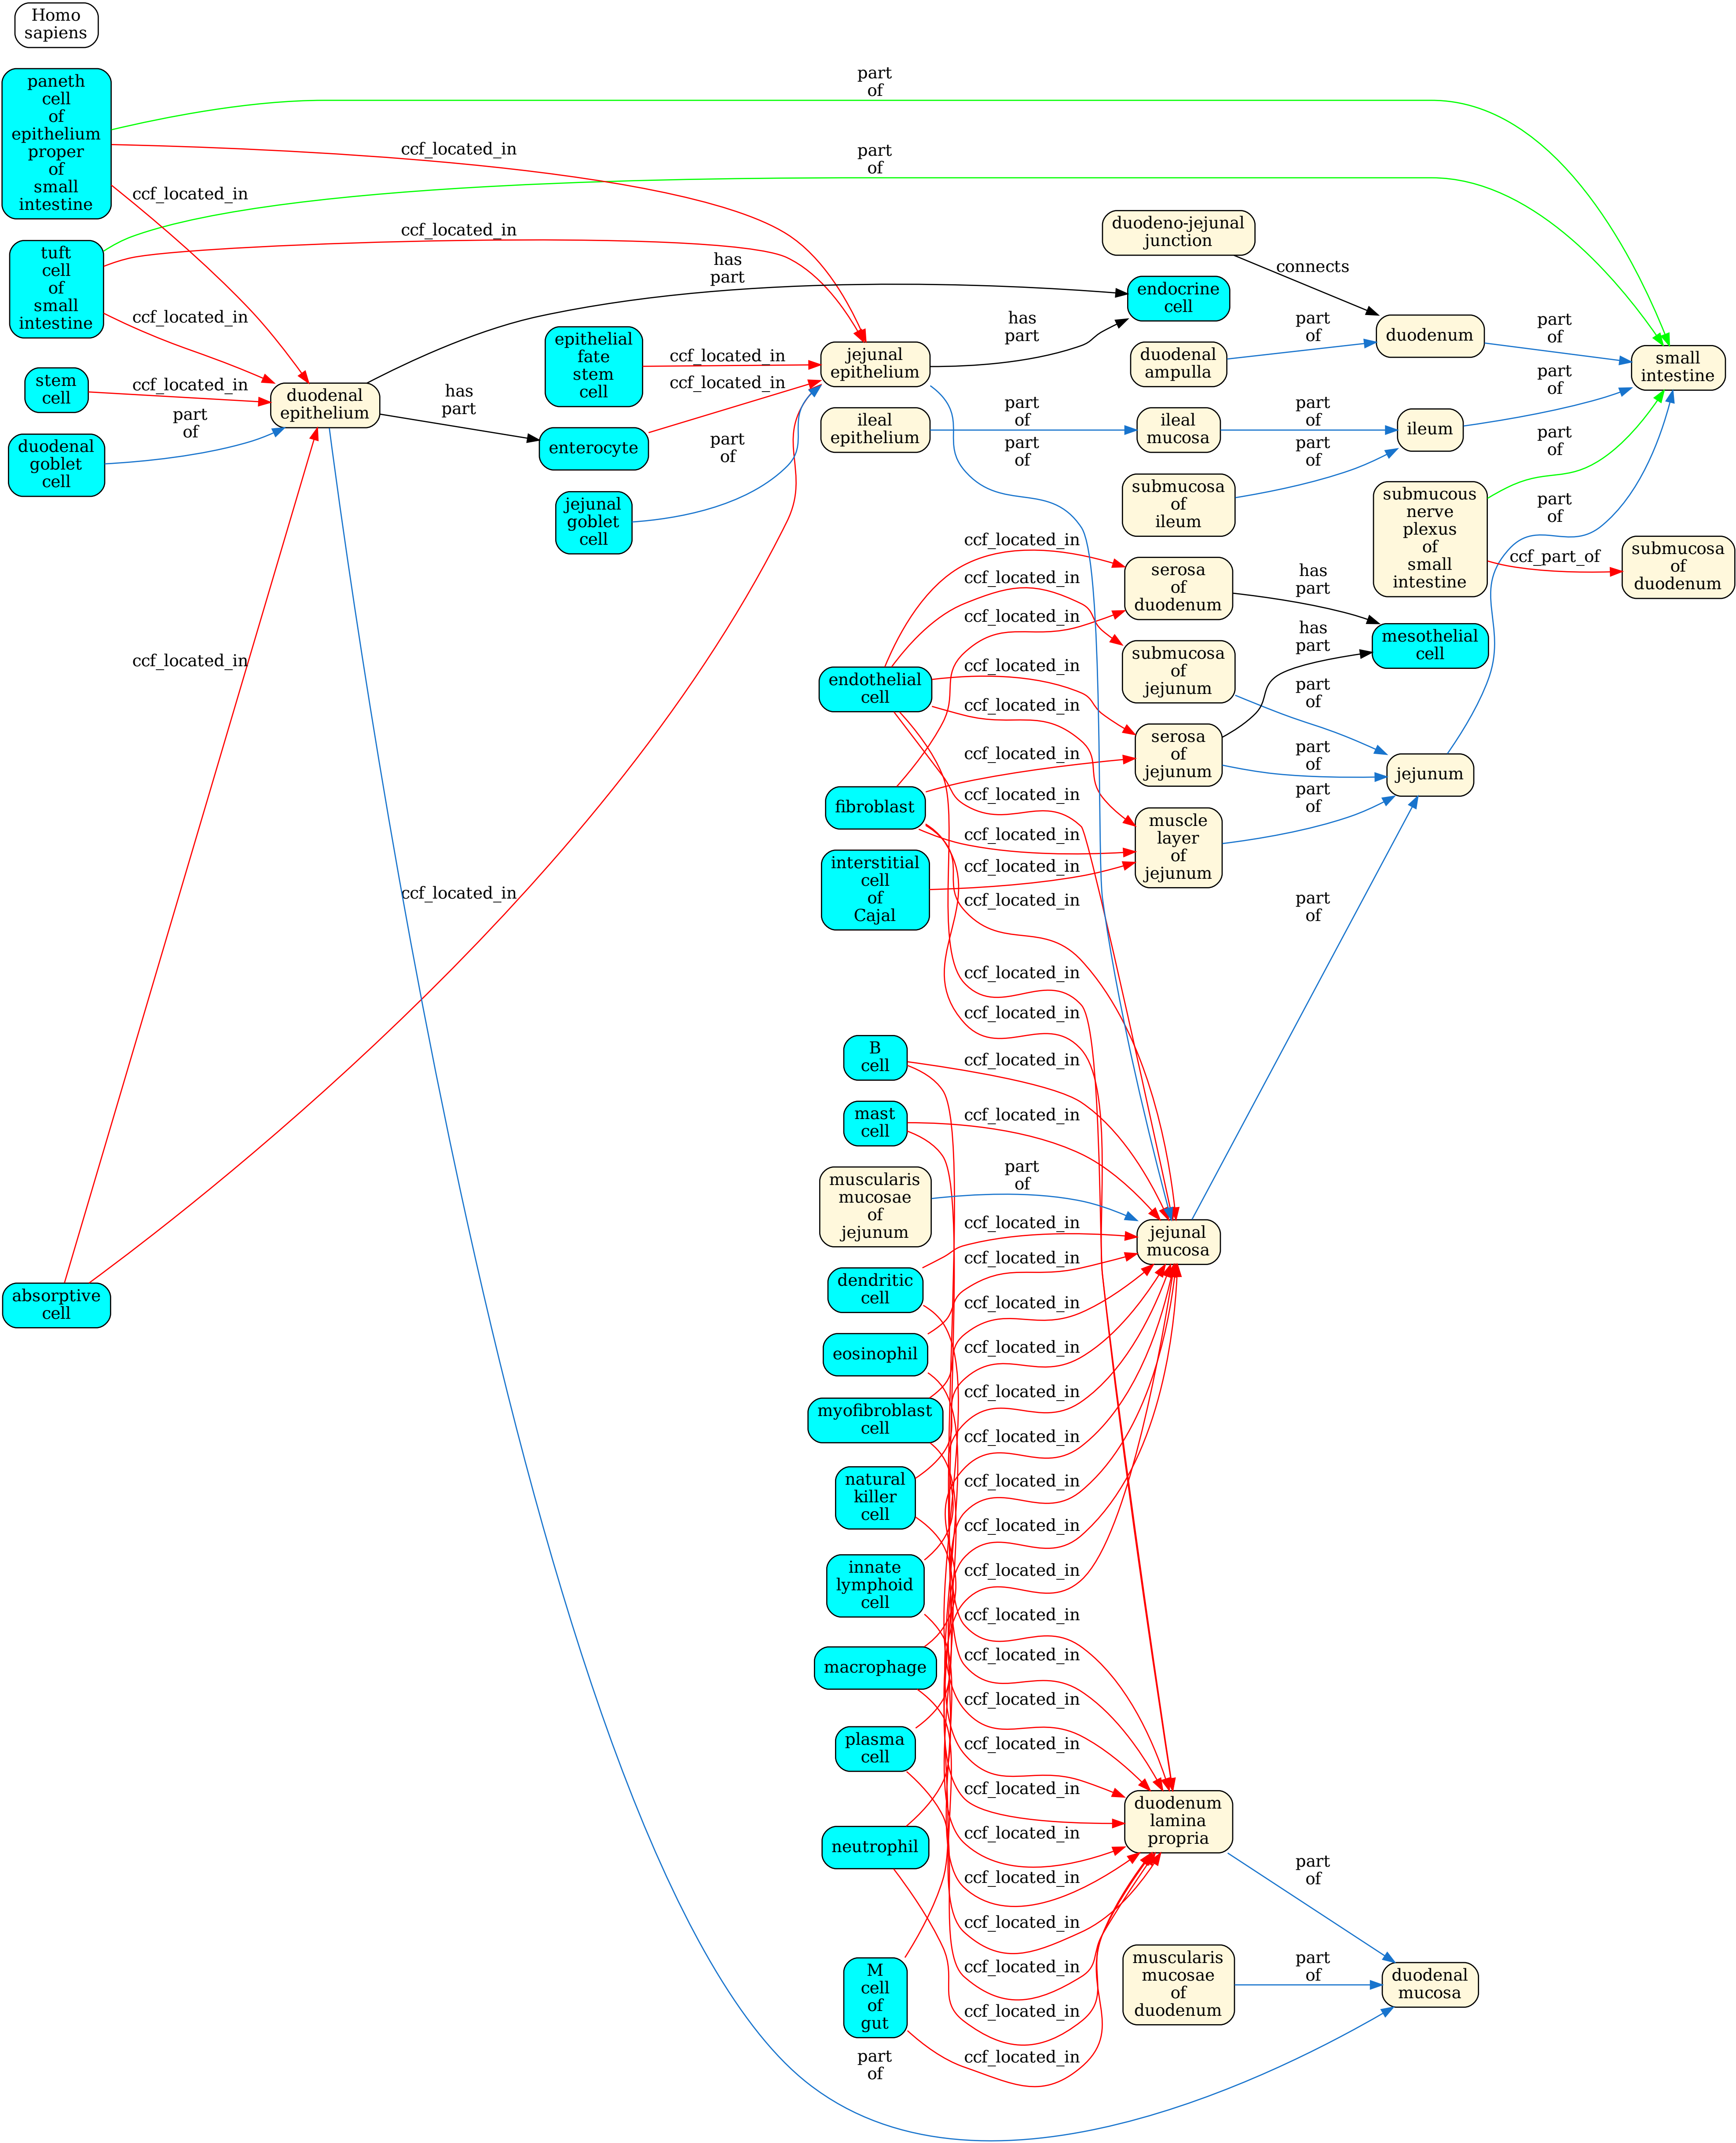 Homo
sapiens
paneth
cell
of
epithelium
proper
of
small
intestine
part
of
ccf_located_in
ccf_located_in
part
of
tuft
cell
of
small
intestine
ccf_located_in
ccf_located_in
has
part
duodeno-jejunal
junction
connects
endocrine
cell
epithelial
fate
stem
cell
ccf_located_in
jejunal
epithelium
has
part
duodenal
ampulla
part
of
duodenum
part
of
small
intestine
stem
cell
ccf_located_in
duodenal
epithelium
has
part
enterocyte
ccf_located_in
ileal
epithelium
part
of
ileal
mucosa
part
of
ileum
part
of
duodenal
goblet
cell
part
of
jejunal
goblet
cell
part
of
part
of
submucosa
of
ileum
part
of
submucous
nerve
plexus
of
small
intestine
part
of
part
of
ccf_part_of
submucosa
of
duodenum
ccf_located_in
serosa
of
duodenum
has
part
mesothelial
cell
ccf_located_in
ccf_located_in
submucosa
of
jejunum
has
part
part
of
endothelial
cell
ccf_located_in
ccf_located_in
serosa
of
jejunum
part
of
jejunum
ccf_located_in
fibroblast
ccf_located_in
ccf_located_in
muscle
layer
of
jejunum
part
of
interstitial
cell
of
Cajal
ccf_located_in
ccf_located_in
part
of
ccf_located_in
ccf_located_in
ccf_located_in
ccf_located_in
B
cell
ccf_located_in
mast
cell
ccf_located_in
muscularis
mucosae
of
jejunum
part
of
jejunal
mucosa
absorptive
cell
dendritic
cell
ccf_located_in
ccf_located_in
eosinophil
ccf_located_in
ccf_located_in
myofibroblast
cell
ccf_located_in
ccf_located_in
natural
killer
cell
ccf_located_in
ccf_located_in
innate
lymphoid
cell
ccf_located_in
ccf_located_in
macrophage
ccf_located_in
ccf_located_in
plasma
cell
ccf_located_in
ccf_located_in
duodenum
lamina
propria
neutrophil
ccf_located_in
ccf_located_in
part
of
ccf_located_in
M
cell
of
gut
ccf_located_in
muscularis
mucosae
of
duodenum
part
of
duodenal
mucosa
ccf_located_in
part
of
ccf_located_in